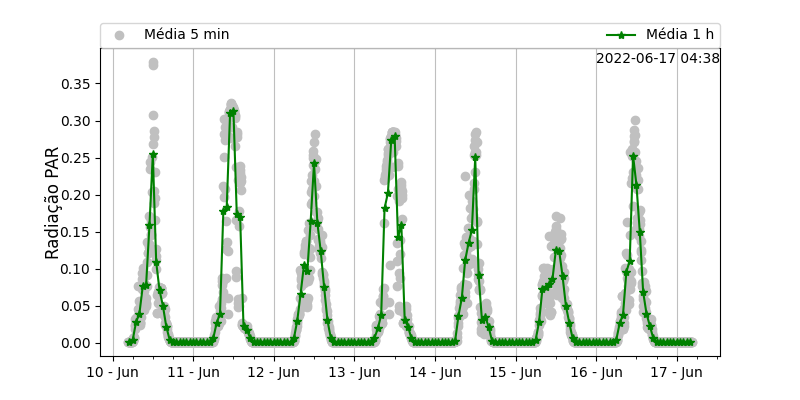 Média 5 min
Média 1 h
2022-06-17 04:38
Radiação PAR
0.35
0.30
0.25
0.20
0.15
0.10
0.05
0.00
10 - Jun
11 - Jun
12 - Jun
13 - Jun
14 - Jun
15 - Jun
16 - Jun
17 - Jun